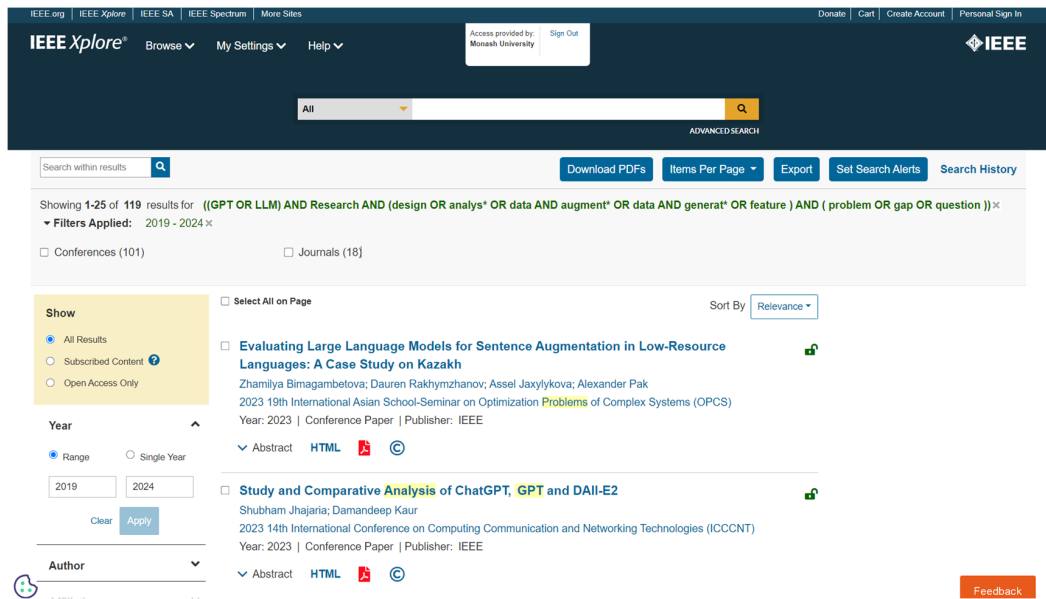 IEEE.org | IEEE Xplore | IEEE SA | IEEE Spectrum | More Sites
Donate | Cart | Create Account | Personal Sign In
IEEE Xplore®
Browse
My Settings
Help
Access provided by:
Monash University
Sign Out
IEEE
All
ADVANCED SEARCH
Search within results
Download PDFs
Items Per Page
Export
Set Search Alerts
Search History
Showing 1-25 of 119 results for ((GPT OR LLM) AND Research AND (design OR analys* OR data AND augment* OR data AND generat* OR feature ) AND ( problem OR gap OR question ))×
Filters Applied: 2019 - 2024 ×
Conferences (101)
Journals (18)
Show
All Results
Subscribed Content ?
Open Access Only
Year
Range
Single Year
2019
2024
Clear
Apply
Author
Select All on Page
Sort By
Relevance
Evaluating Large Language Models for Sentence Augmentation in Low-Resource
Languages: A Case Study on Kazakh
Zhamilya Bimagambetova; Dauren Rakhymzhanov; Assel Jaxylykova; Alexander Pak
2023 19th International Asian School-Seminar on Optimization Problems of Complex Systems (OPCS)
Year: 2023 | Conference Paper | Publisher: IEEE
Abstract
HTML
©
Study and Comparative Analysis of ChatGPT, GPT and DAll-E2
Shubham Jhajaria; Damandeep Kaur
2023 14th International Conference on Computing Communication and Networking Technologies (ICCCNT)
Year: 2023 | Conference Paper | Publisher: IEEE
Abstract
HTML
©
Feedback